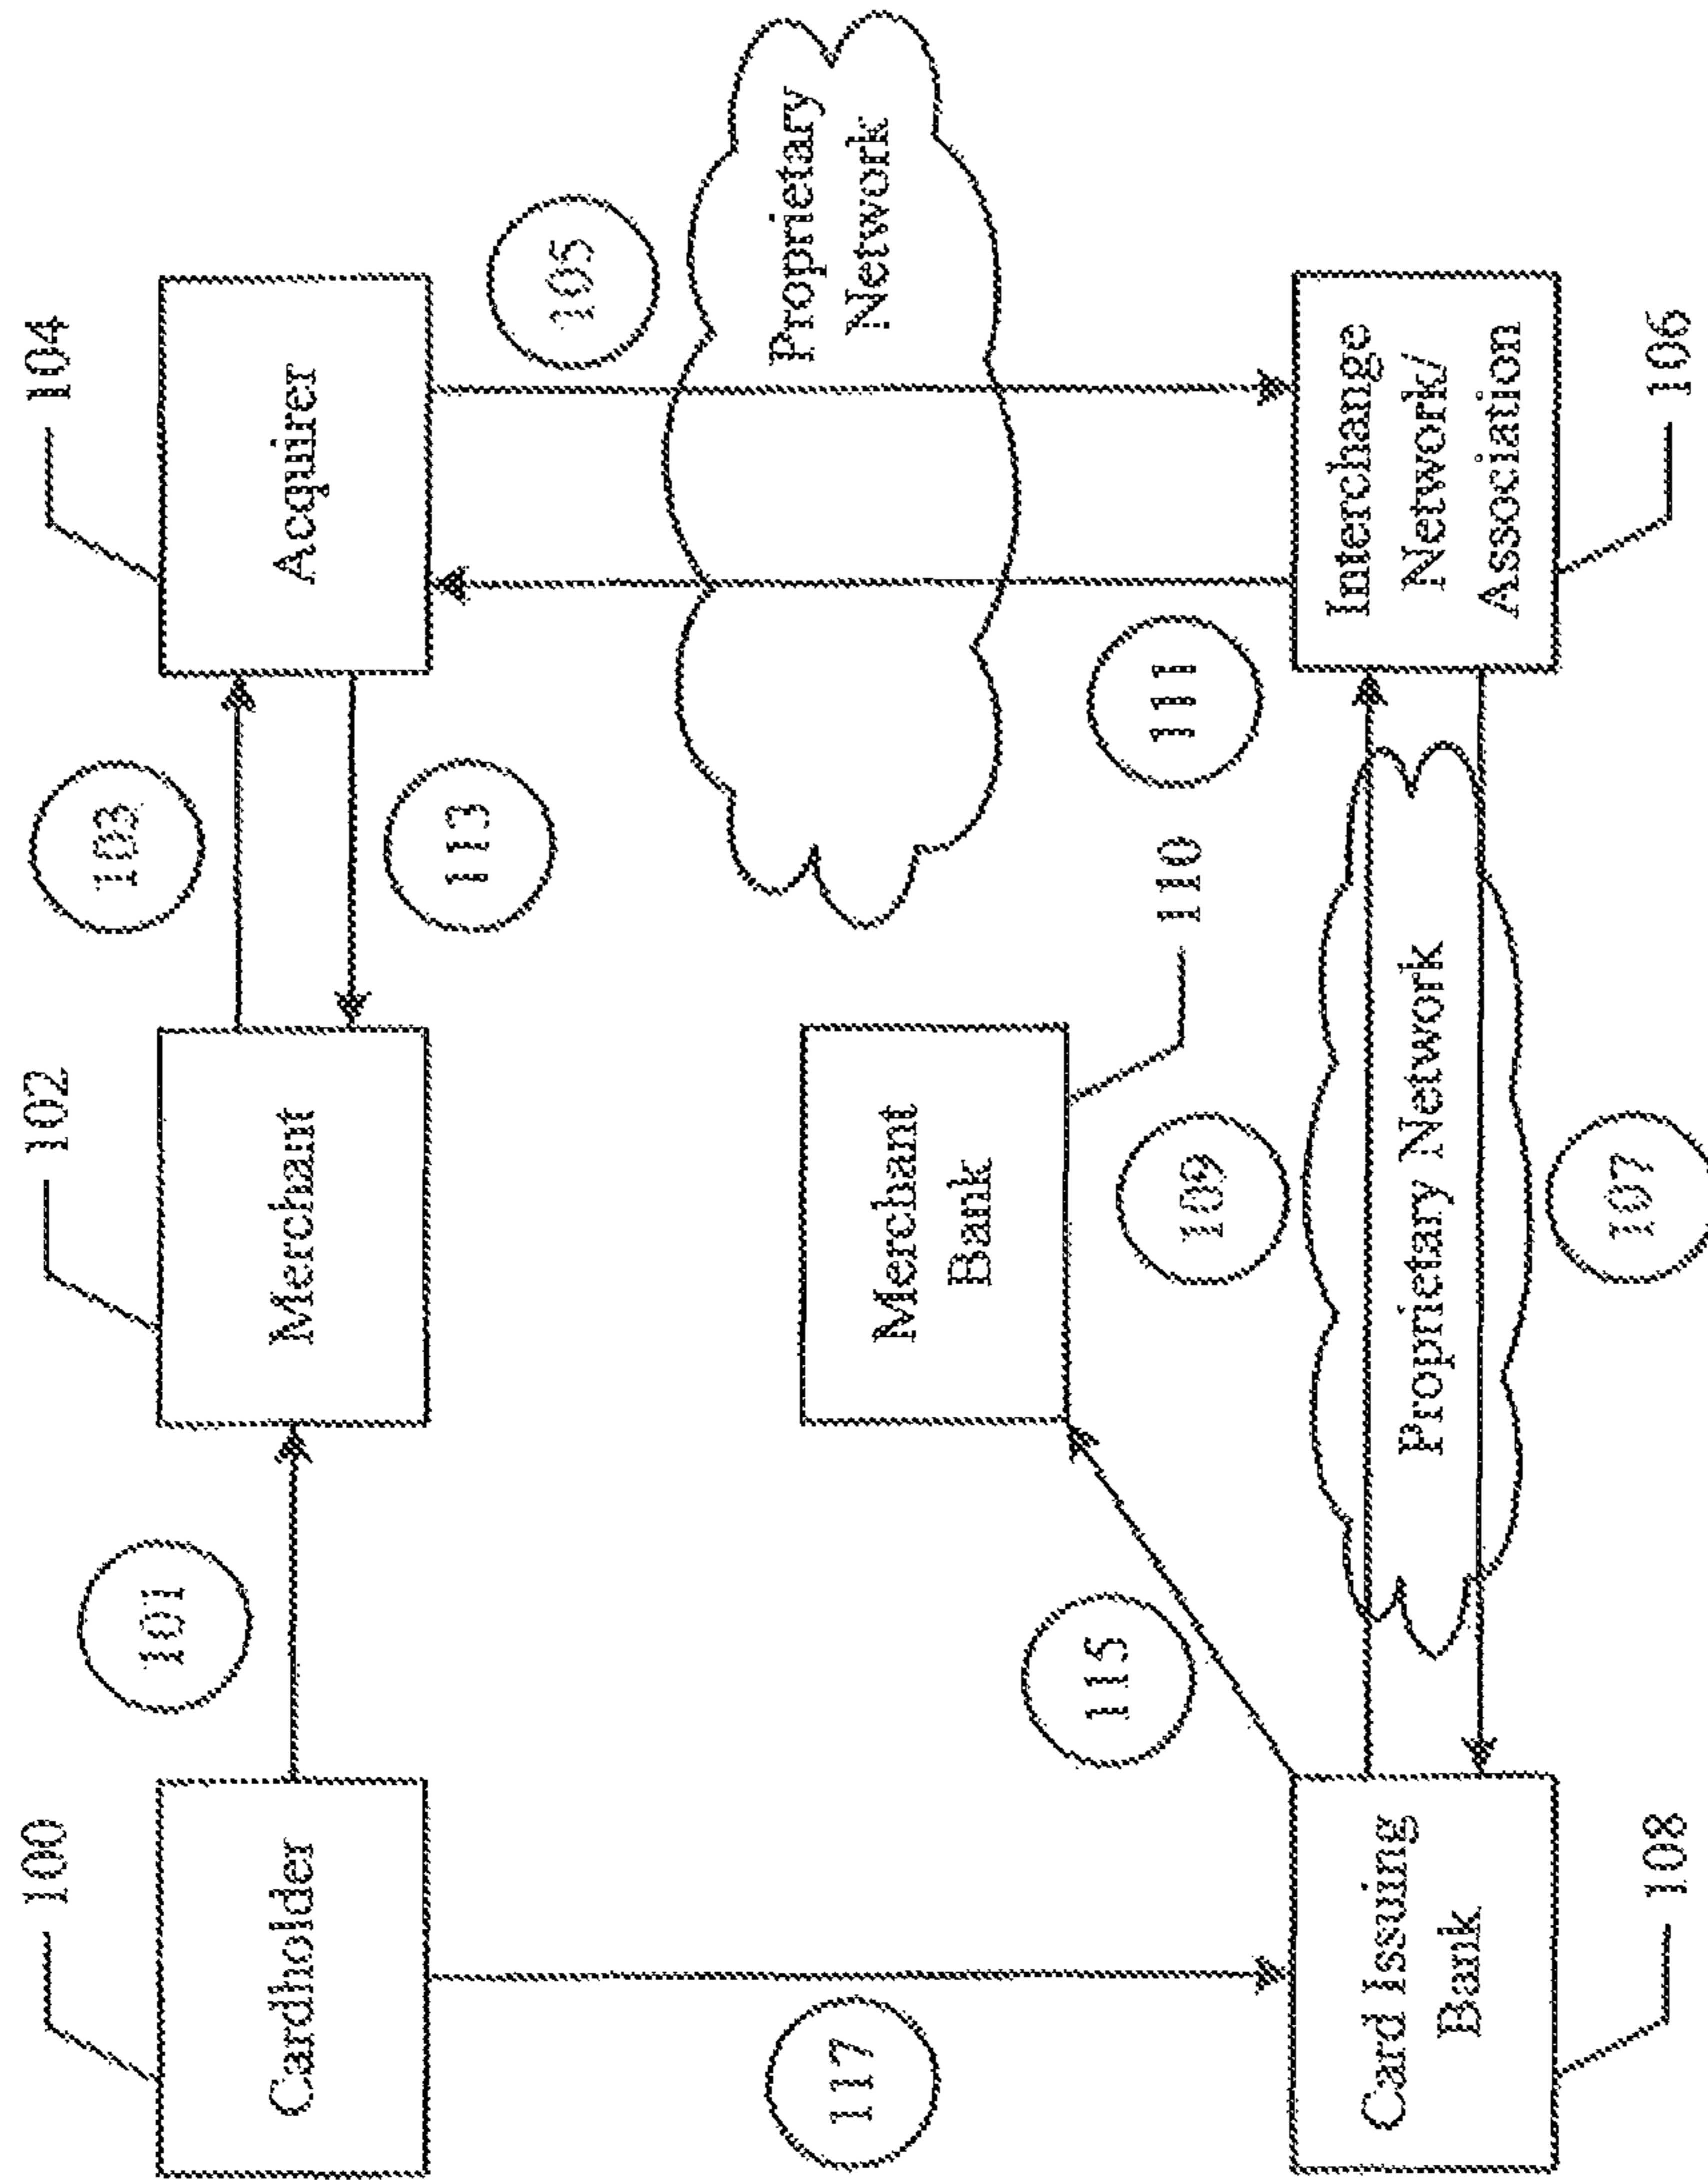 100
102
104
Cardholder
101
Merchant
103
Acquirer
113
105
117
115
Merchant
Bank
110
109
111
Proprietary
Network
Card Issuing
Bank
Proprietary Network
107
Interchange
Network/
Association
108
106